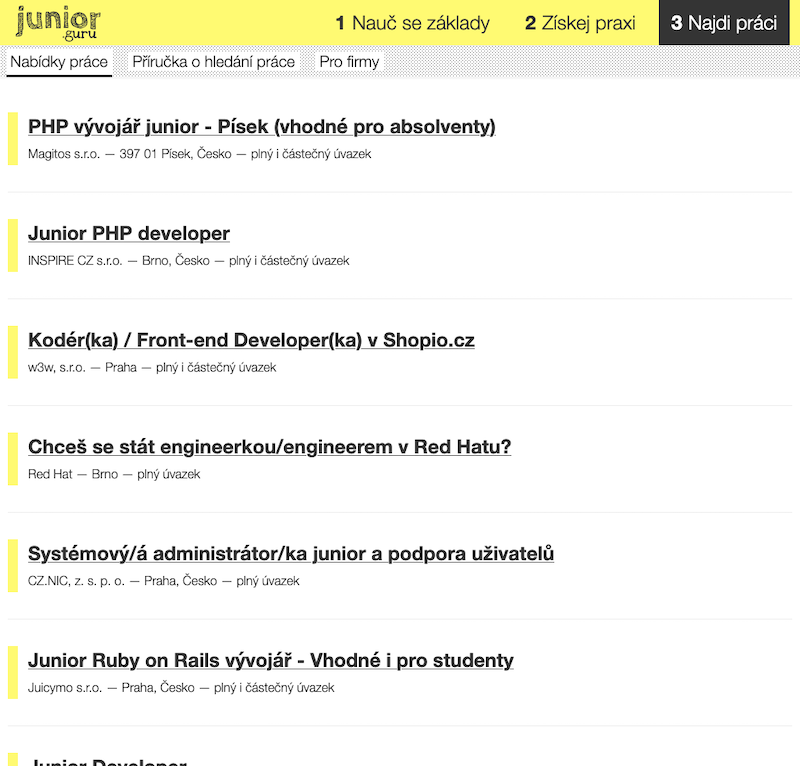 junior
.guru
1 Nauč se základy
2 Získej praxi
3 Najdi práci
Nabídky práce
Příručka o hledání práce
Pro firmy
PHP vývojář junior - Písek (vhodné pro absolventy)
Magitos s.r.o. — 397 01 Písek, Česko — plný i částečný úvazek
Junior PHP developer
INSPIRE CZ s.r.o. — Brno, Česko — plný i částečný úvazek
Kodér(ka) / Front-end Developer(ka) v Shopio.cz
w3w, s.r.o. — Praha — plný i částečný úvazek
Chceš se stát engineerkou/engineerem v Red Hatu?
Red Hat — Brno — plný úvazek
Systémový/á administrátor/ka junior a podpora uživatelů
CZ.NIC, z. s. p. o. — Praha, Česko — plný úvazek
Junior Ruby on Rails vývojář - Vhodné i pro studenty
Juicymo s.r.o. — Praha, Česko — plný i částečný úvazek
Junior Developer